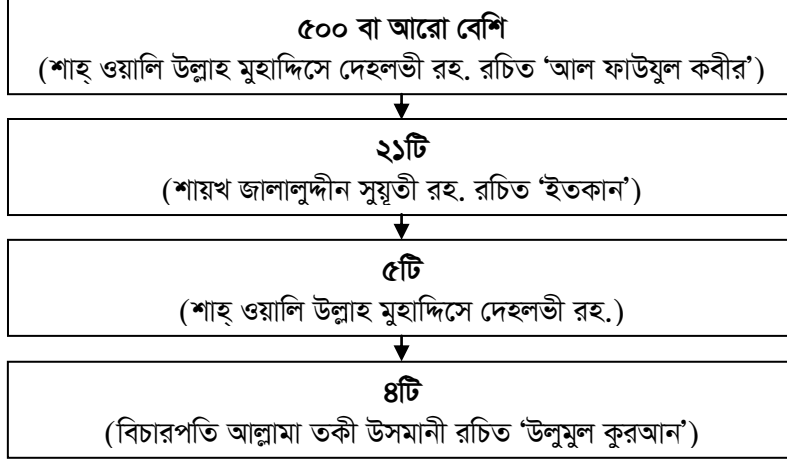 ৫০০ বা আরো বেশি
(শাহ্ ওয়ালি উল্লাহ মুহাদ্দিসে দেহলভী রহ. রচিত ‘আল ফাউযুল কবীর’)
২১টি
(শায়খ জালালুদ্দীন সুয়ূতী রহ. রচিত ‘ইতকান’)
৫টি
(শাহ্ ওয়ালি উল্লাহ মুহাদ্দিসে দেহলভী রহ.)
৪টি
(বিচারপতি আল্লামা তকী উসমানী রচিত ‘উলুমুল কুরআন’)